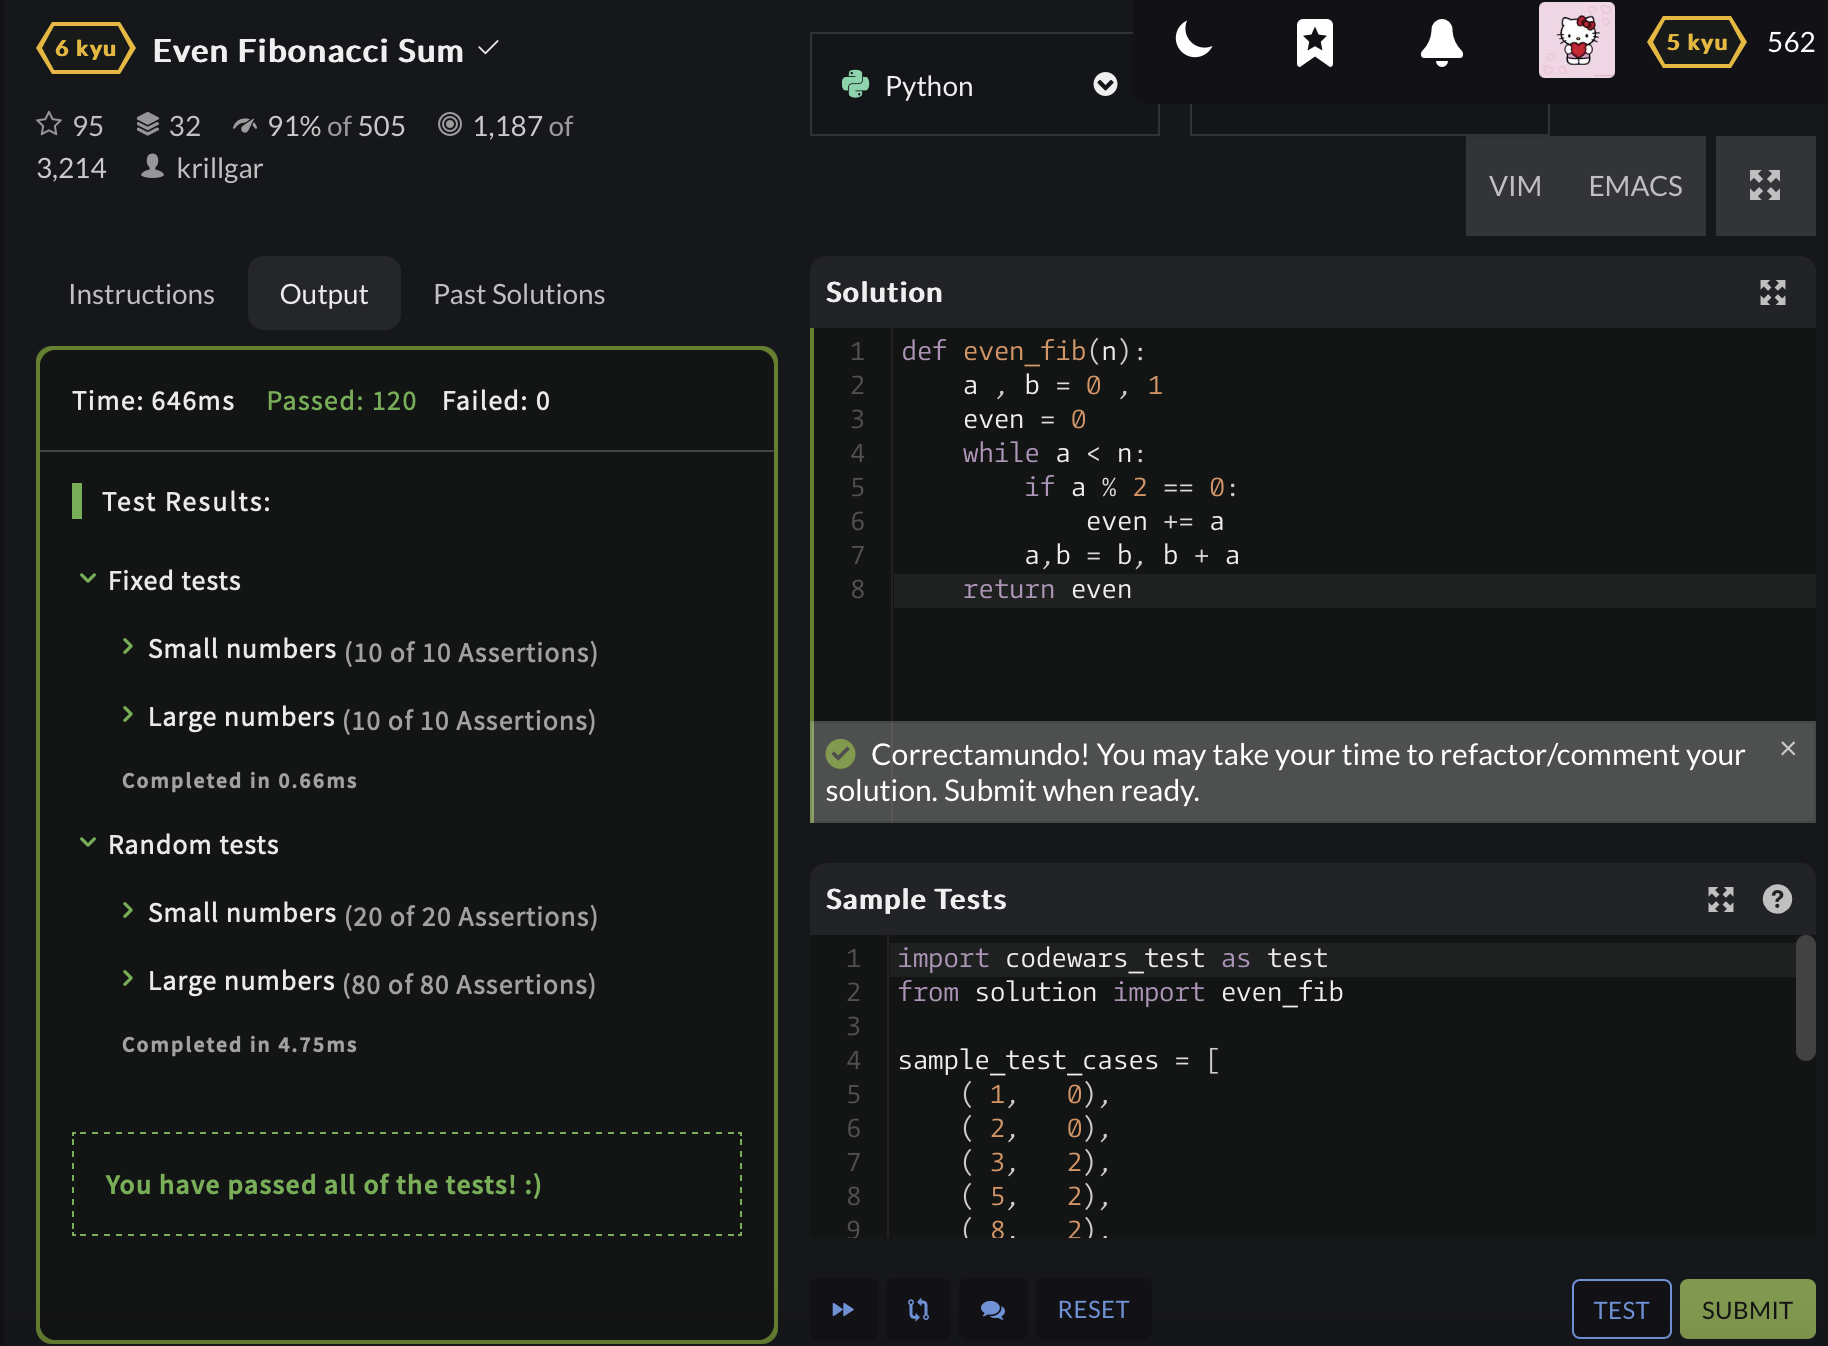 6 kyu Even Fibonacci Sum
95 32 91% of 505 1,187 of
3,214 krillgar
Python
5 kyu 562
VIM EMACS
Instructions Output Past Solutions
Time: 646ms Passed: 120 Failed: 0
Test Results:
Fixed tests
Small numbers (10 of 10 Assertions)
Large numbers (10 of 10 Assertions)
Completed in 0.66ms
Random tests
Small numbers (20 of 20 Assertions)
Large numbers (80 of 80 Assertions)
Completed in 4.75ms
You have passed all of the tests! :)
Solution
1 def even_fib(n):
2     a , b = 0 , 1
3     even = 0
4     while a < n:
5         if a % 2 == 0:
6             even += a
7         a,b = b, b + a
8     return even
Correctamundo! You may take your time to refactor/comment your
solution. Submit when ready.
Sample Tests
1 import codewars_test as test
2 from solution import even_fib
3
4 sample_test_cases = [
5     ( 1,   0),
6     ( 2,   0),
7     ( 3,   2),
8     ( 5,   2),
9     ( 8,   2),
RESET
TEST SUBMIT